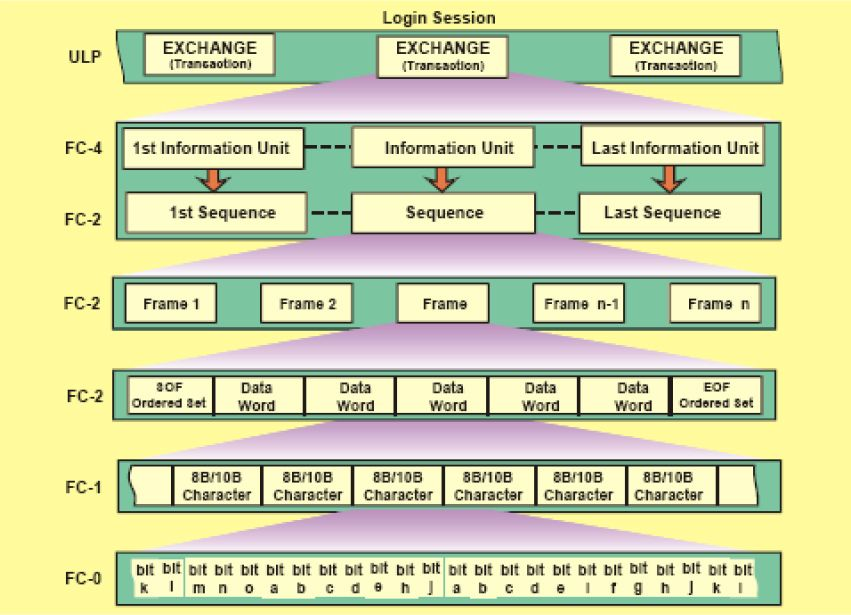 Login Session
ULP
EXCHANGE EXCHANGE EXCHANGE
(Transaction) (Transaction) (Transaction)
FC-4
1st Information Unit Information Unit Last Information Unit
FC-2
1st Sequence Sequence Last Sequence
FC-2
Frame 1 Frame 2 Frame Frame n-1 Frame n
FC-2
SOF Data Data Data Data Data EOF
Ordered Set Word Word Word Word Word Ordered Set
FC-1
8B/10B 8B/10B 8B/10B 8B/10B 8B/10B 8B/10B
Character Character Character Character Character Character
FC-0
bit bit bit bit bit bit bit bit bit bit bit bit bit bit bit bit bit bit bit bit bit bit bit
k l m n o a b c d e h j a b c d e i f g h j k l